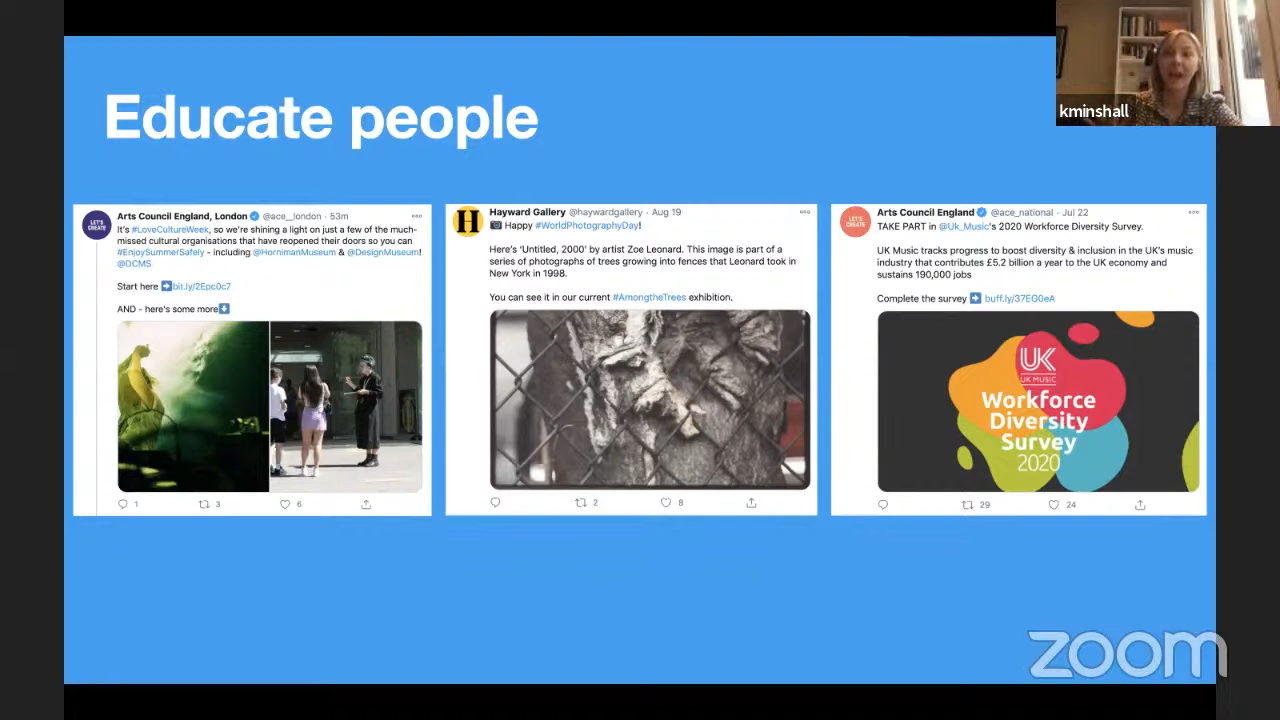 Educate people
kminshall
LET'S
CREATE
Arts Council England, London @ace__london · 53m
It's #LoveCultureWeek, so we're shining a light on just a few of the much-
missed cultural organisations that have reopened their doors so you can
#EnjoySummerSafely - including @HornimanMuseum & @DesignMuseum!
@DCMS
Start here ➡bit.ly/2Epc0c7
AND - here's some more⬇
1
3
6
H
Hayward Gallery @haywardgallery · Aug 19
📷 Happy #WorldPhotographyDay!
Here's 'Untitled, 2000' by artist Zoe Leonard. This image is part of a
series of photographs of trees growing into fences that Leonard took in
New York in 1998.
You can see it in our current #AmongtheTrees exhibition.
2
8
LET'S
CREATE
Arts Council England @ace_national · Jul 22
TAKE PART in @Uk_Music's 2020 Workforce Diversity Survey.
UK Music tracks progress to boost diversity & inclusion in the UK's music
industry that contributes £5.2 billion a year to the UK economy and
sustains 190,000 jobs
Complete the survey ➡ buff.ly/37EG0eA
UK
UK MUSIC
Workforce
Diversity
Survey
2020
29
24
zoom